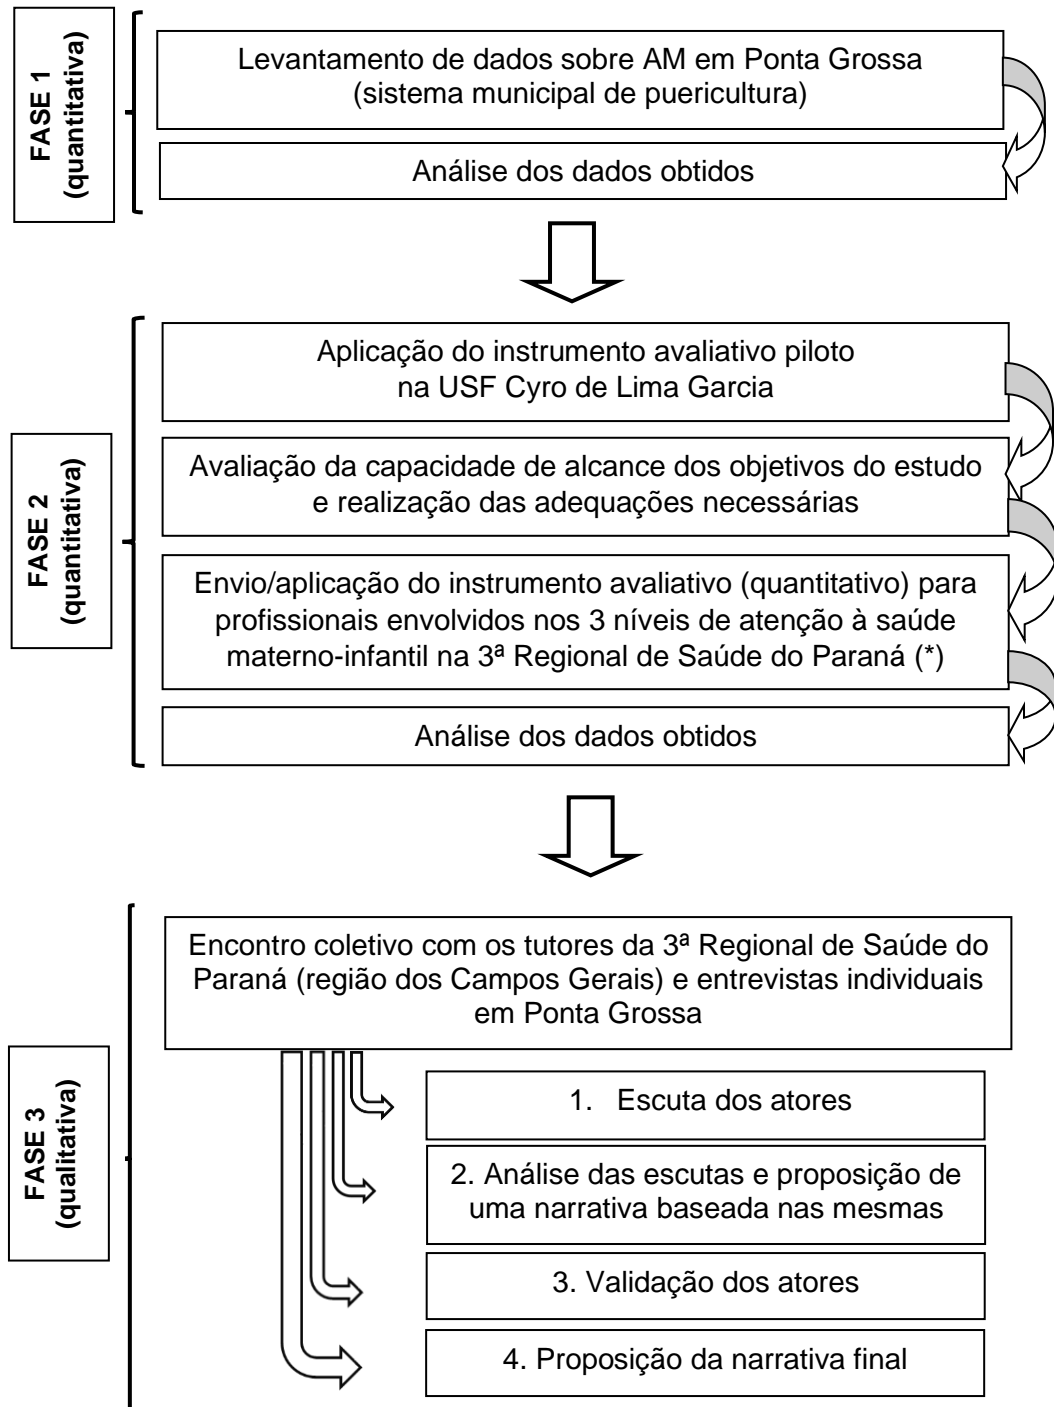 FASE 1
(quantitativa)
Levantamento de dados sobre AM em Ponta Grossa
(sistema municipal de puericultura)
Análise dos dados obtidos
FASE 2
(quantitativa)
Aplicação do instrumento avaliativo piloto
na USF Cyro de Lima Garcia
Avaliação da capacidade de alcance dos objetivos do estudo
e realização das adequações necessárias
Envio/aplicação do instrumento avaliativo (quantitativo) para
profissionais envolvidos nos 3 níveis de atenção à saúde
materno-infantil na 3ª Regional de Saúde do Paraná (*)
Análise dos dados obtidos
FASE 3
(qualitativa)
Encontro coletivo com os tutores da 3ª Regional de Saúde do
Paraná (região dos Campos Gerais) e entrevistas individuais
em Ponta Grossa
1. Escuta dos atores
2. Análise das escutas e proposição de
uma narrativa baseada nas mesmas
3. Validação dos atores
4. Proposição da narrativa final